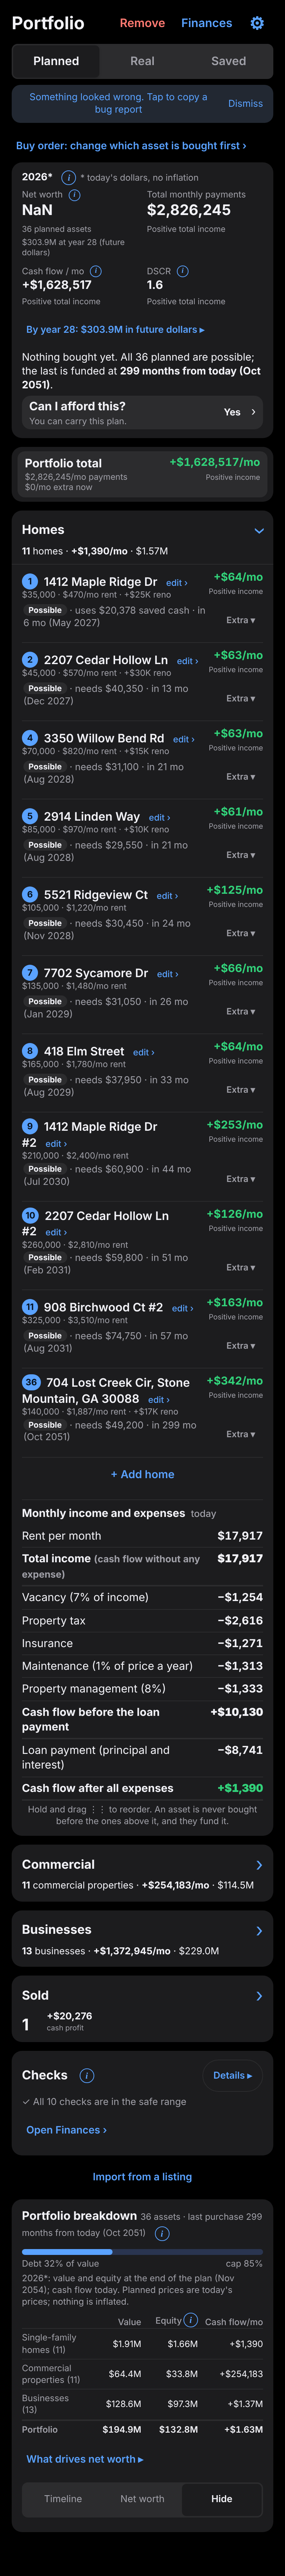 Portfolio
Remove
Finances
Planned
Real
Saved
Something looked wrong. Tap to copy a
bug report
Dismiss
Buy order: change which asset is bought first ›
2026* i * today's dollars, no inflation
Net worth i
NaN
36 planned assets
$303.9M at year 28 (future
dollars)
Total monthly payments
$2,826,245
Positive total income
Cash flow / mo i
+$1,628,517
Positive total income
DSCR i
1.6
Positive total income
By year 28: $303.9M in future dollars ▸
Nothing bought yet. All 36 planned are possible;
the last is funded at 299 months from today (Oct
2051).
Can I afford this?
You can carry this plan.
Yes ›
Portfolio total
$2,826,245/mo payments
$0/mo extra now
+$1,628,517/mo
Positive income
Homes
11 homes · +$1,390/mo · $1.57M
1 1412 Maple Ridge Dr edit ›
$35,000 · $470/mo rent · +$25K reno
Possible · uses $20,378 saved cash · in
6 mo (May 2027)
+$64/mo
Positive income
Extra ▾
2 2207 Cedar Hollow Ln edit ›
$45,000 · $570/mo rent · +$30K reno
Possible · needs $40,350 · in 13 mo
(Dec 2027)
+$63/mo
Positive income
Extra ▾
4 3350 Willow Bend Rd edit ›
$70,000 · $820/mo rent · +$15K reno
Possible · needs $31,100 · in 21 mo
(Aug 2028)
+$63/mo
Positive income
Extra ▾
5 2914 Linden Way edit ›
$85,000 · $970/mo rent · +$10K reno
Possible · needs $29,550 · in 21 mo
(Aug 2028)
+$61/mo
Positive income
Extra ▾
6 5521 Ridgeview Ct edit ›
$105,000 · $1,220/mo rent
Possible · needs $30,450 · in 24 mo
(Nov 2028)
+$125/mo
Positive income
Extra ▾
7 7702 Sycamore Dr edit ›
$135,000 · $1,480/mo rent
Possible · needs $31,050 · in 26 mo
(Jan 2029)
+$66/mo
Positive income
Extra ▾
8 418 Elm Street edit ›
$165,000 · $1,780/mo rent
Possible · needs $37,950 · in 33 mo
(Aug 2029)
+$64/mo
Positive income
Extra ▾
9 1412 Maple Ridge Dr
#2 edit ›
$210,000 · $2,400/mo rent
Possible · needs $60,900 · in 44 mo
(Jul 2030)
+$253/mo
Positive income
Extra ▾
10 2207 Cedar Hollow Ln
#2 edit ›
$260,000 · $2,810/mo rent
Possible · needs $59,800 · in 51 mo
(Feb 2031)
+$126/mo
Positive income
Extra ▾
11 908 Birchwood Ct #2 edit ›
$325,000 · $3,510/mo rent
Possible · needs $74,750 · in 57 mo
(Aug 2031)
+$163/mo
Positive income
Extra ▾
36 704 Lost Creek Cir, Stone
Mountain, GA 30088 edit ›
$140,000 · $1,887/mo rent · +$17K reno
Possible · needs $49,200 · in 299 mo
(Oct 2051)
+$342/mo
Positive income
Extra ▾
+ Add home
Monthly income and expenses today
Rent per month $17,917
Total income (cash flow without any $17,917
expense)
Vacancy (7% of income) −$1,254
Property tax −$2,616
Insurance −$1,271
Maintenance (1% of price a year) −$1,313
Property management (8%) −$1,333
Cash flow before the loan +$10,130
payment
Loan payment (principal and −$8,741
interest)
Cash flow after all expenses +$1,390
Hold and drag ⋮⋮ to reorder. An asset is never bought
before the ones above it, and they fund it.
Commercial
11 commercial properties · +$254,183/mo · $114.5M
Businesses
13 businesses · +$1,372,945/mo · $229.0M
Sold
1
+$20,276
cash profit
Checks i
Details ▸
✓ All 10 checks are in the safe range
Open Finances ›
Import from a listing
Portfolio breakdown 36 assets · last purchase 299
months from today (Oct 2051) i
Debt 32% of value
cap 85%
2026*: value and equity at the end of the plan (Nov
2054); cash flow today. Planned prices are today's
prices; nothing is inflated.
Value Equity i Cash flow/mo
Single-family
homes (11) $1.91M $1.66M +$1,390
Commercial
properties (11) $64.4M $33.8M +$254,183
Businesses
(13) $128.6M $97.3M +$1.37M
Portfolio $194.9M $132.8M +$1.63M
What drives net worth ▸
Timeline
Net worth
Hide